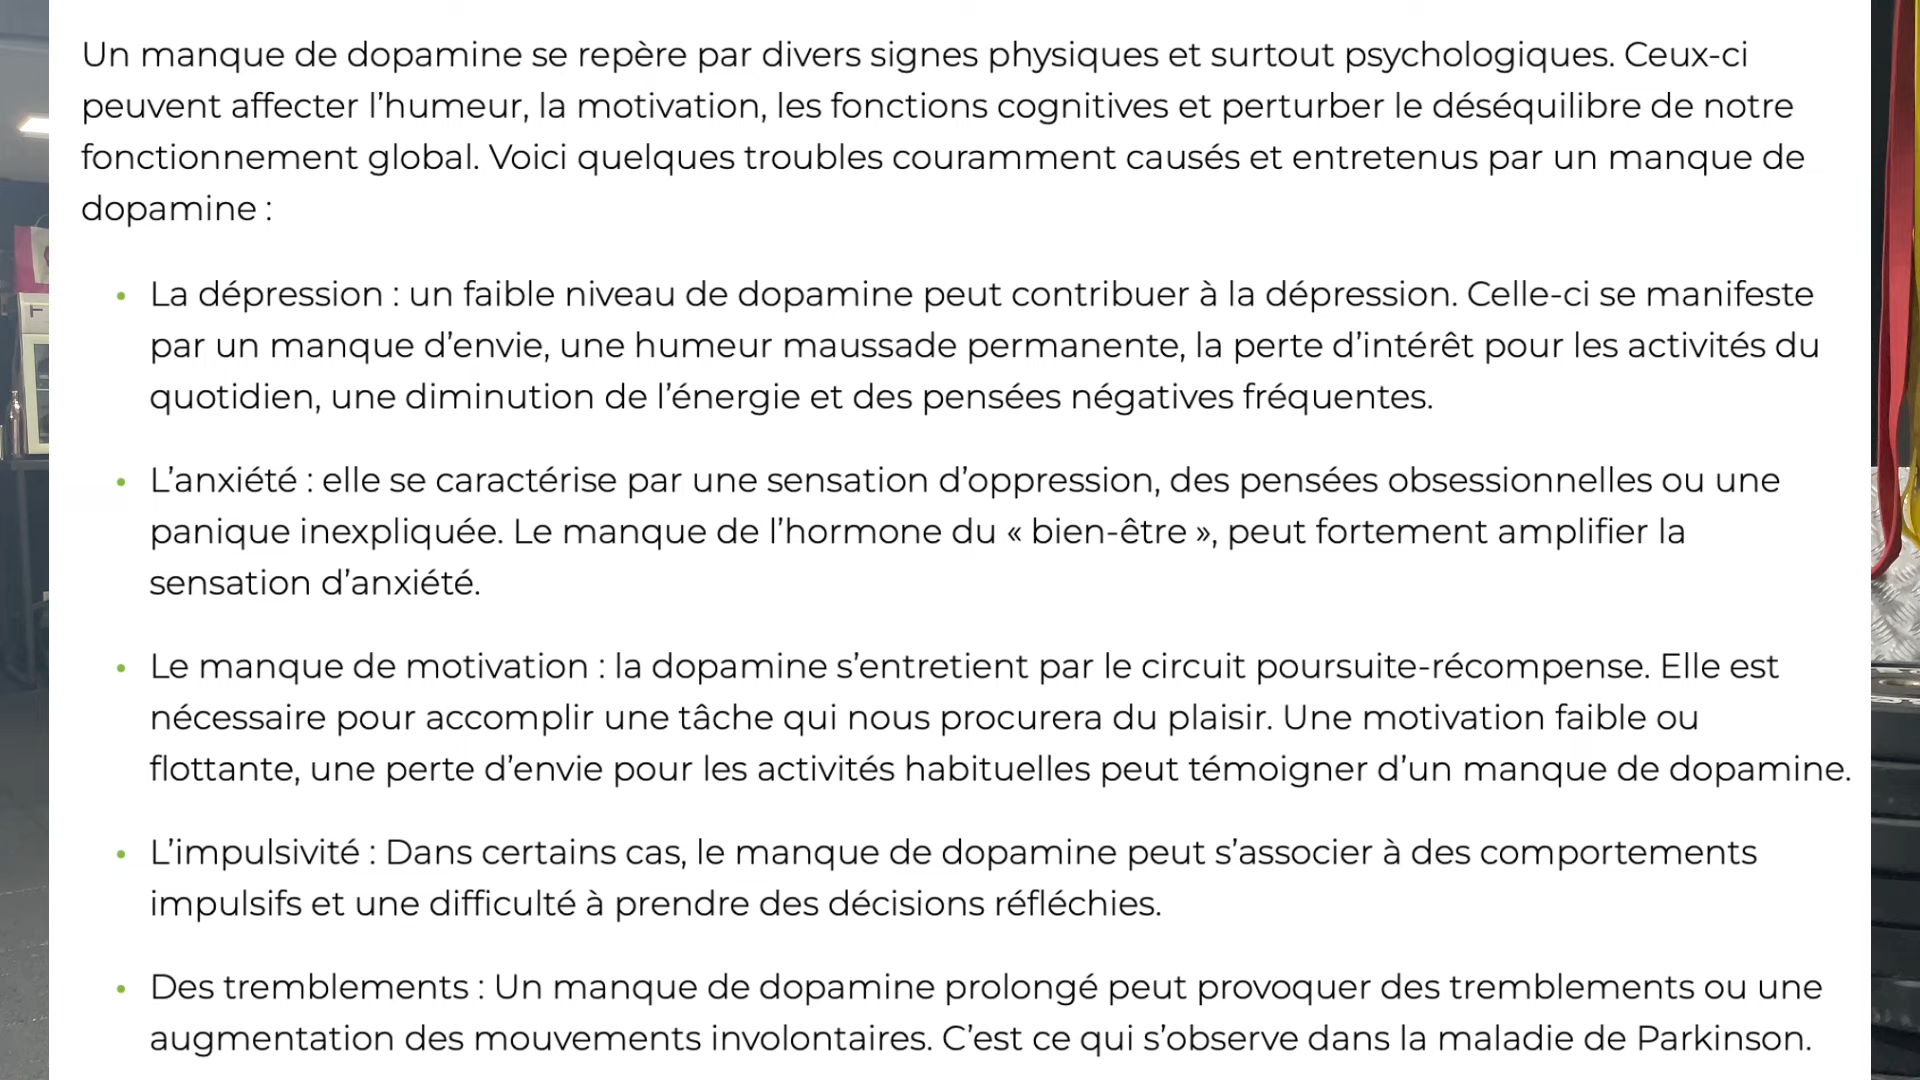 Un manque de dopamine se repère par divers signes physiques et surtout psychologiques. Ceux-ci
peuvent affecter l’humeur, la motivation, les fonctions cognitives et perturber le déséquilibre de notre
fonctionnement global. Voici quelques troubles couramment causés et entretenus par un manque de
dopamine :
• La dépression : un faible niveau de dopamine peut contribuer à la dépression. Celle-ci se manifeste
par un manque d’envie, une humeur maussade permanente, la perte d’intérêt pour les activités du
quotidien, une diminution de l’énergie et des pensées négatives fréquentes.
• L’anxiété : elle se caractérise par une sensation d’oppression, des pensées obsessionnelles ou une
panique inexpliquée. Le manque de l’hormone du « bien-être », peut fortement amplifier la
sensation d’anxiété.
• Le manque de motivation : la dopamine s’entretient par le circuit poursuite-récompense. Elle est
nécessaire pour accomplir une tâche qui nous procurera du plaisir. Une motivation faible ou
flottante, une perte d’envie pour les activités habituelles peut témoigner d’un manque de dopamine.
• L’impulsivité : Dans certains cas, le manque de dopamine peut s’associer à des comportements
impulsifs et une difficulté à prendre des décisions réfléchies.
• Des tremblements : Un manque de dopamine prolongé peut provoquer des tremblements ou une
augmentation des mouvements involontaires. C’est ce qui s’observe dans la maladie de Parkinson.